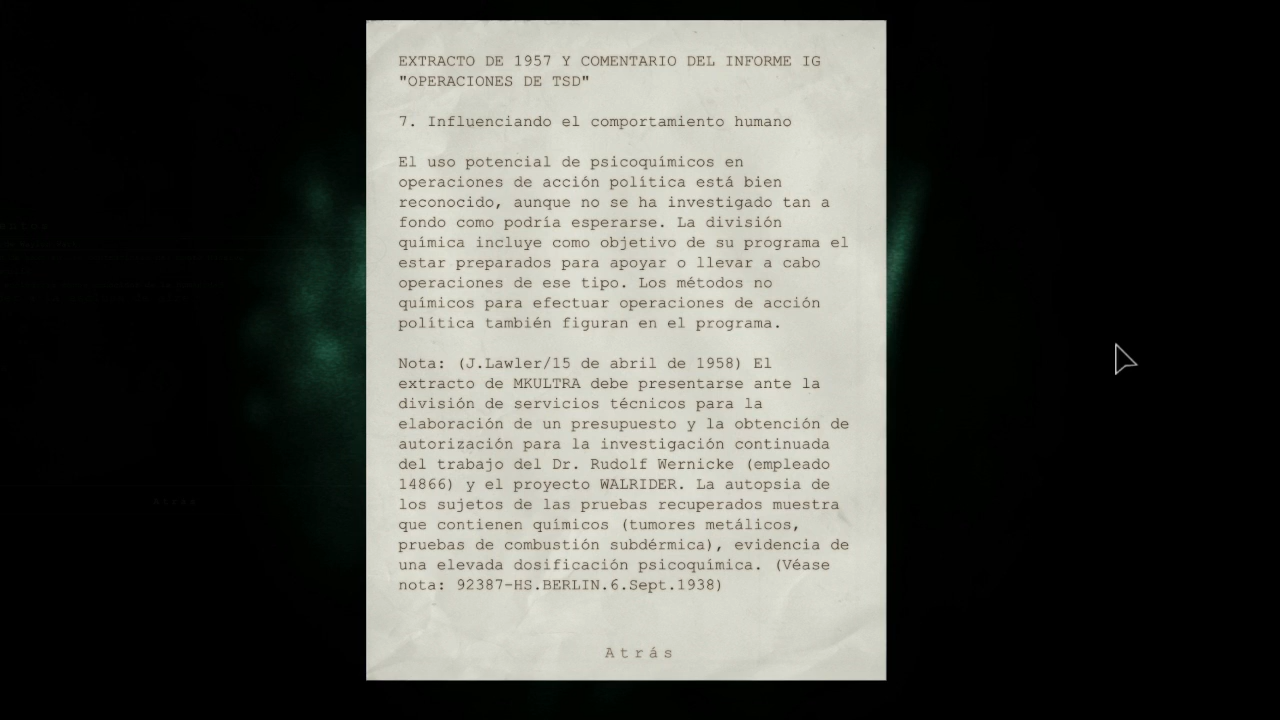 EXTRACTO DE 1957 Y COMENTARIO DEL INFORME IG
"OPERACIONES DE TSD"
7. Influenciando el comportamiento humano
El uso potencial de psicoquímicos en
operaciones de acción política está bien
reconocido, aunque no se ha investigado tan a
fondo como podría esperarse. La división
química incluye como objetivo de su programa el
estar preparados para apoyar o llevar a cabo
operaciones de ese tipo. Los métodos no
químicos para efectuar operaciones de acción
política también figuran en el programa.
Nota: (J.Lawler/15 de abril de 1958) El
extracto de MKULTRA debe presentarse ante la
división de servicios técnicos para la
elaboración de un presupuesto y la obtención de
autorización para la investigación continuada
del trabajo del Dr. Rudolf Wernicke (empleado
14866) y el proyecto WALRIDER. La autopsia de
los sujetos de las pruebas recuperados muestra
que contienen químicos (tumores metálicos,
pruebas de combustión subdérmica), evidencia de
una elevada dosificación psicoquímica. (Véase
nota: 92387-HS.BERLIN.6.Sept.1938)
Atrás